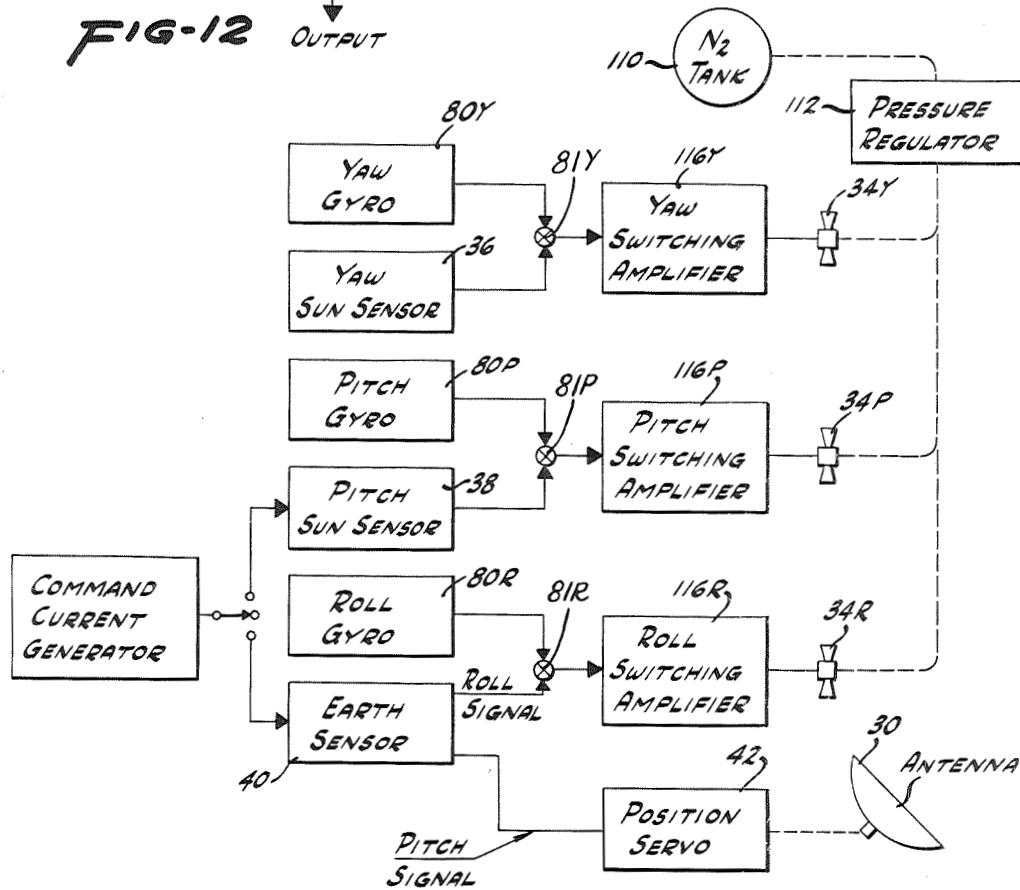 FIG-12
OUTPUT
N2
TANK
110
112
PRESSURE
REGULATOR
80Y
YAW
GYRO
81Y
116Y
YAW
SWITCHING
AMPLIFIER
34Y
36
YAW
SUN SENSOR
80P
PITCH
GYRO
81P
116P
PITCH
SWITCHING
AMPLIFIER
34P
38
PITCH
SUN SENSOR
COMMAND
CURRENT
GENERATOR
80R
ROLL
GYRO
81R
116R
ROLL
SWITCHING
AMPLIFIER
34R
ROLL
SIGNAL
EARTH
SENSOR
40
42
POSITION
SERVO
30
ANTENNA
PITCH
SIGNAL